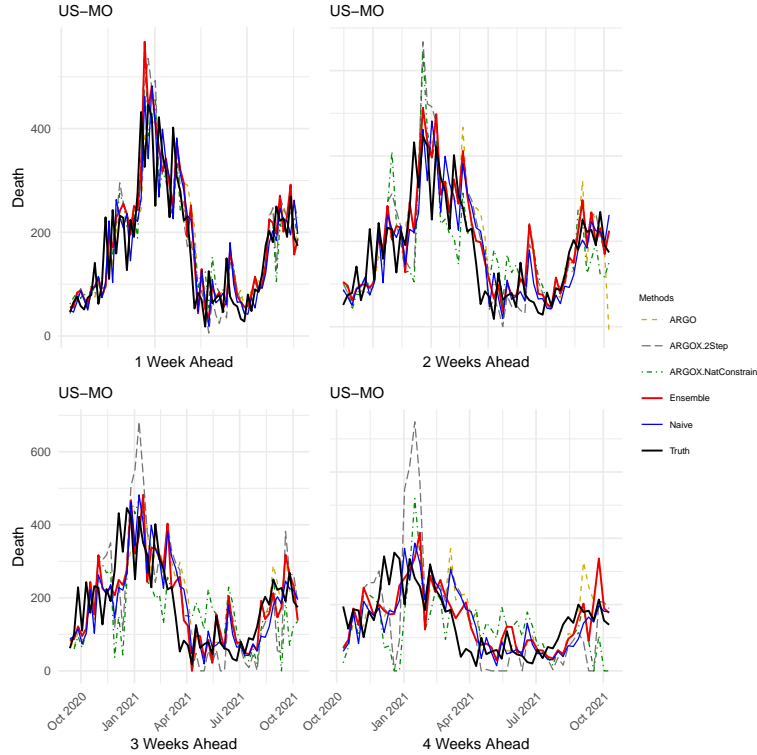 US−MO
US−MO
Death
400
200
0
1 Week Ahead
2 Weeks Ahead
Methods
ARGO
ARGOX.2Step
ARGOX.NatConstrain
Ensemble
Naive
Truth
US−MO
US−MO
Death
600
400
200
0
Oct 2020
Jan 2021
Apr 2021
Jul 2021
Oct 2021
Oct 2020
Jan 2021
Apr 2021
Jul 2021
Oct 2021
3 Weeks Ahead
4 Weeks Ahead